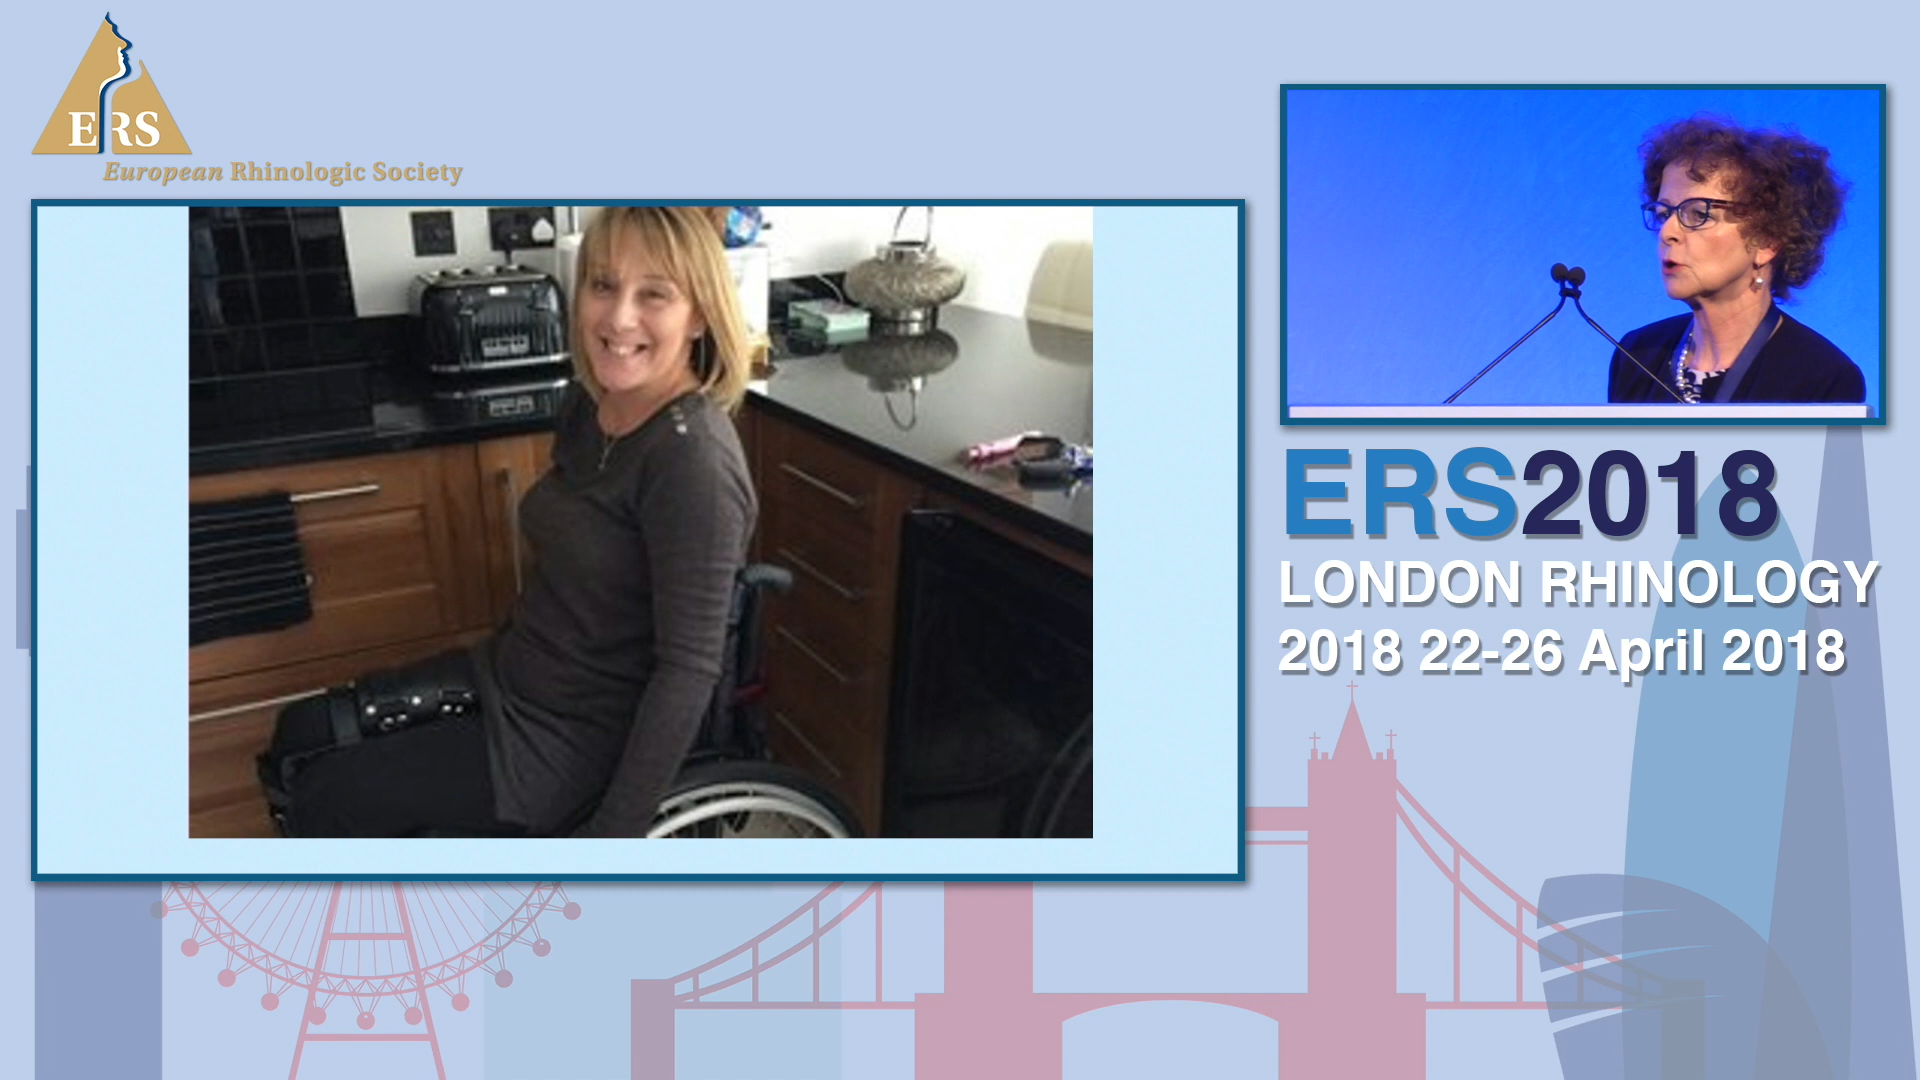 ERS
European Rhinologic Society
ERS2018
LONDON RHINOLOGY
2018 22-26 April 2018